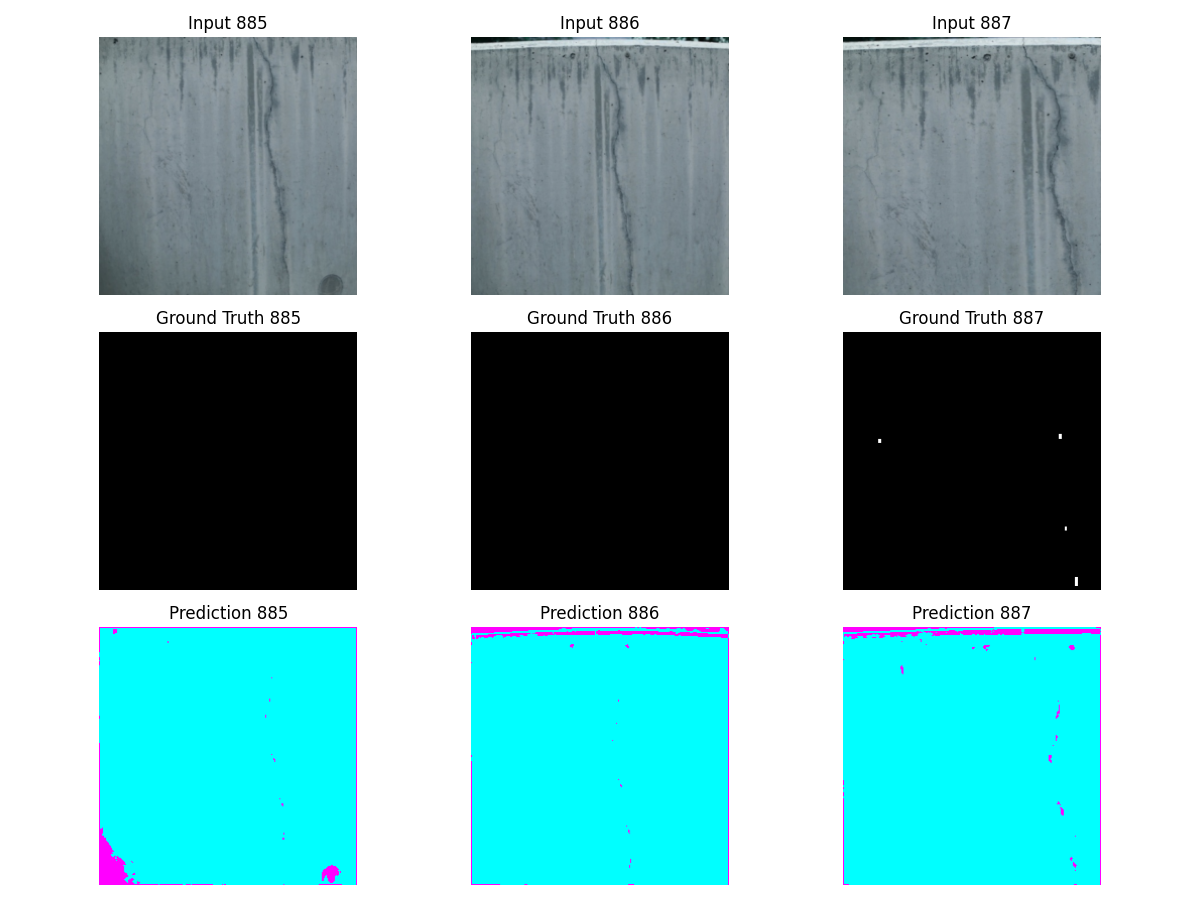 Input 885
Input 886
Input 887
Ground Truth 885
Ground Truth 886
Ground Truth 887
Prediction 885
Prediction 886
Prediction 887